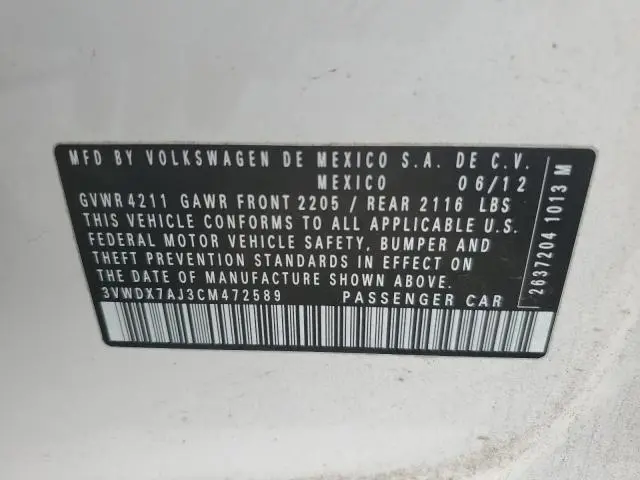 MFD BY VOLKSWAGEN DE MEXICO S.A. DE C.V.
MEXICO 06/12
GVWR 4211 GAWR FRONT 2205 / REAR 2116 LBS
THIS VEHICLE CONFORMS TO ALL APPLICABLE U.S.
FEDERAL MOTOR VEHICLE SAFETY, BUMPER AND
THEFT PREVENTION STANDARDS IN EFFECT ON
THE DATE OF MANUFACTURE SHOWN ABOVE.
3VWDX7AJ3CM472589 PASSENGER CAR
2637204 1013 M